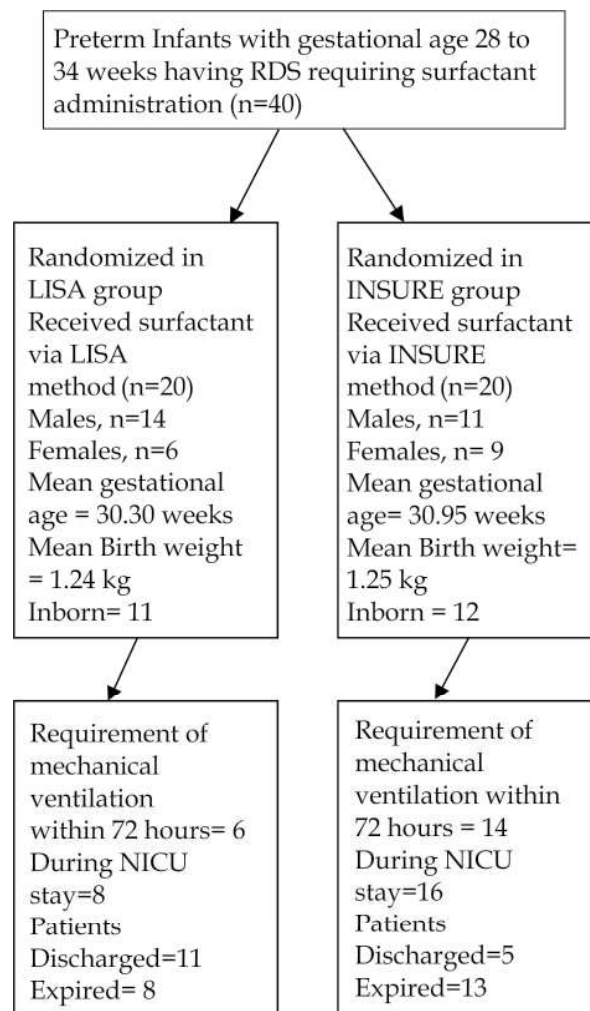 Preterm Infants with gestational age 28 to
34 weeks having RDS requiring surfactant
administration (n=40)
Randomized in
LISA group
Received surfactant
via LISA
method (n=20)
Males, n=14
Females, n=6
Mean gestational
age = 30.30 weeks
Mean Birth weight
= 1.24 kg
Inborn= 11
Randomized in
INSURE group
Received surfactant
via INSURE
method (n=20)
Males, n=11
Females, n= 9
Mean gestational
age= 30.95 weeks
Mean Birth weight=
1.25 kg
Inborn = 12
Requirement of
mechanical
ventilation
within 72 hours= 6
During NICU
stay=8
Patients
Discharged=11
Expired= 8
Requirement of
mechanical
ventilation within
72 hours = 14
During NICU
stay=16
Patients
Discharged=5
Expired=13